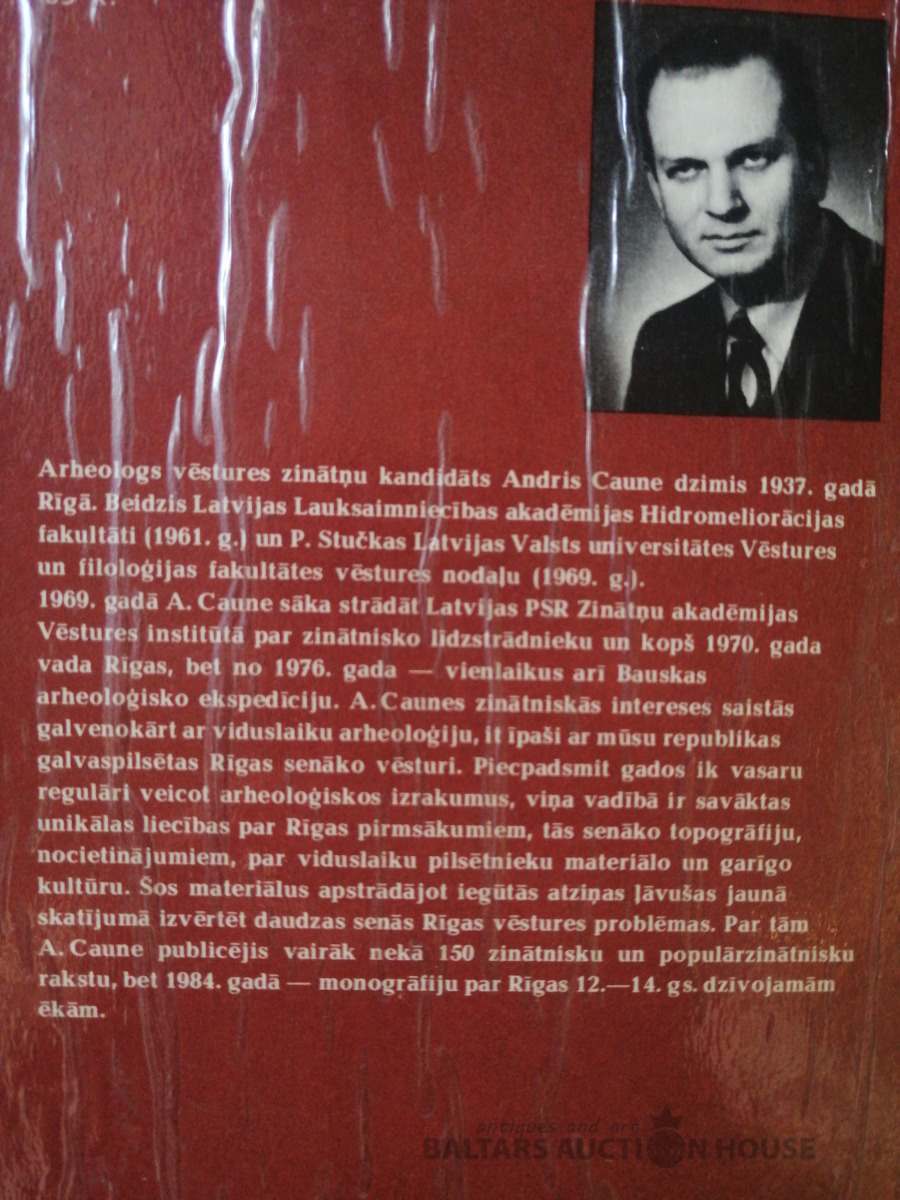 Arheologs vēstures zinātņu kandidāts Andris Caune dzimis 1937. gadā
Rīgā. Beidzis Latvijas Lauksaimniecības akadēmijas Hidromeliorācijas
fakultāti (1961. g.) un P. Stučkas Latvijas Valsts universitātes Vēstures
un filoloģijas fakultātes vēstures nodaļu (1969. g.).
1969. gadā A. Caune sāka strādāt Latvijas PSR Zinātņu akadēmijas
Vēstures institūtā par zinātnisko līdzstrādnieku un kopš 1970. gada
vada Rīgas, bet no 1976. gada — vienlaikus arī Bauskas
arheoloģisko ekspedīciju. A. Caunes zinātniskās intereses saistās
galvenokārt ar viduslaiku arheoloģiju, it īpaši ar mūsu republikas
galvaspilsētas Rīgas senāko vēsturi. Piecpadsmit gados ik vasaru
regulāri veicot arheoloģiskos izrakumus, viņa vadībā ir savāktas
unikālas liecības par Rīgas pirmsākumiem, tās senāko topogrāfiju,
nocietinājumiem, par viduslaiku pilsētnieku materiālo un garīgo
kultūru. Šos materiālus apstrādājot iegūtās atziņas ļāvušas jaunā
skatījumā izvērtēt daudzas senās Rīgas vēstures problēmas. Par tām
A. Caune publicējis vairāk nekā 150 zinātnisku un populārzinātnisku
rakstu, bet 1984. gadā — monogrāfiju par Rīgas 12.—14. gs. dzīvojamām
ēkām.
antiques and art
BALTARS AUCTION HOUSE